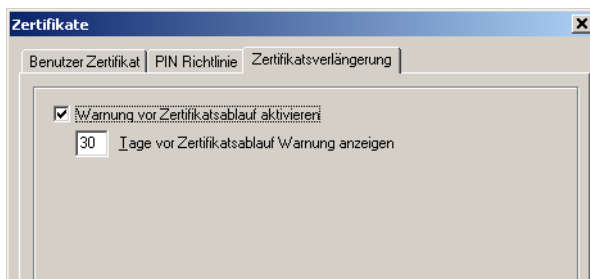 Zertifikate
Benutzer Zertifikat PIN Richtlinie Zertifikatsverlängerung
Warnung vor Zertifikatsablauf aktivieren
30 Tage vor Zertifikatsablauf Warnung anzeigen